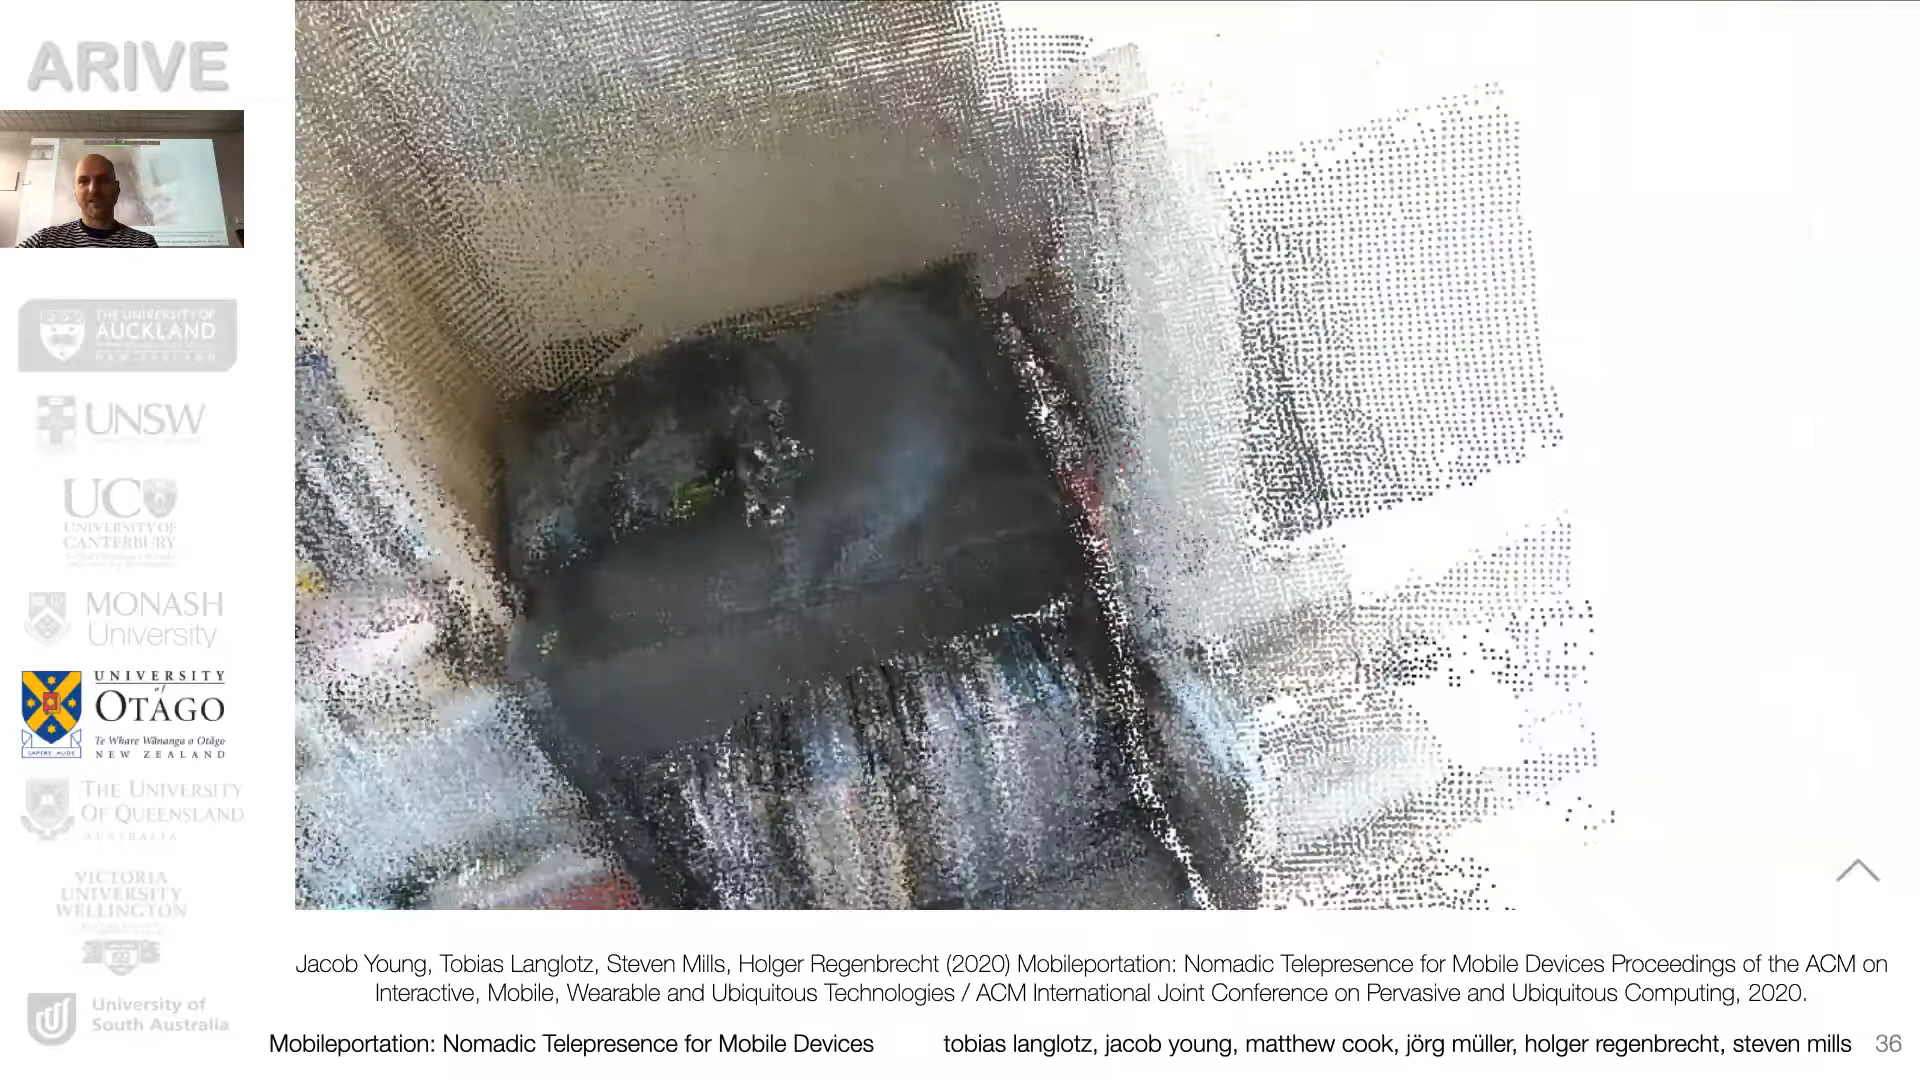 ARIVE
THE UNIVERSITY OF
AUCKLAND
NEW ZEALAND
UNSW
UC
UNIVERSITY OF
CANTERBURY
MONASH
University
UNIVERSITY
of
OTAGO
Te Whare Wānanga o Otāgo
NEW ZEALAND
SAPERE AUDE
THE UNIVERSITY
OF QUEENSLAND
AUSTRALIA
VICTORIA
UNIVERSITY
WELLINGTON
University of
South Australia
Jacob Young, Tobias Langlotz, Steven Mills, Holger Regenbrecht (2020) Mobileportation: Nomadic Telepresence for Mobile Devices Proceedings of the ACM on
Interactive, Mobile, Wearable and Ubiquitous Technologies / ACM International Joint Conference on Pervasive and Ubiquitous Computing, 2020.
Mobileportation: Nomadic Telepresence for Mobile Devices tobias langlotz, jacob young, matthew cook, jörg müller, holger regenbrecht, steven mills 36